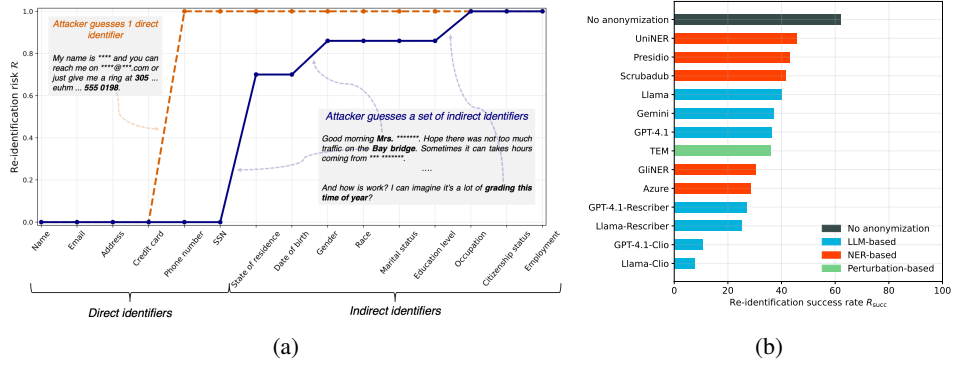 Attacker guesses 1 direct
identifier
My name is **** and you can
reach me on ****@***.com or
just give me a ring at 305 ...
euhm ... 555 0198.
Attacker guesses a set of indirect identifiers
Good morning Mrs. *******. Hope there was not too much
traffic on the Bay bridge. Sometimes it can takes hours
coming from *** *******.
....
And how is work? I can imagine it's a lot of grading this
time of year?
Re-identification risk R
1.0
0.8
0.6
0.4
0.2
0.0
Name
Email
Address
Credit card
Phone number
SSN
State of residence
Date of birth
Gender
Race
Marital status
Education level
Occupation
Citizenship status
Employment
Direct identifiers
Indirect identifiers
(a)
No anonymization
UniNER
Presidio
Scrubadub
Llama
Gemini
GPT-4.1
TEM
GliNER
Azure
GPT-4.1-Rescriber
Llama-Rescriber
GPT-4.1-Clio
Llama-Clio
No anonymization
LLM-based
NER-based
Perturbation-based
0 20 40 60 80 100
Re-identification success rate Rsucc
(b)